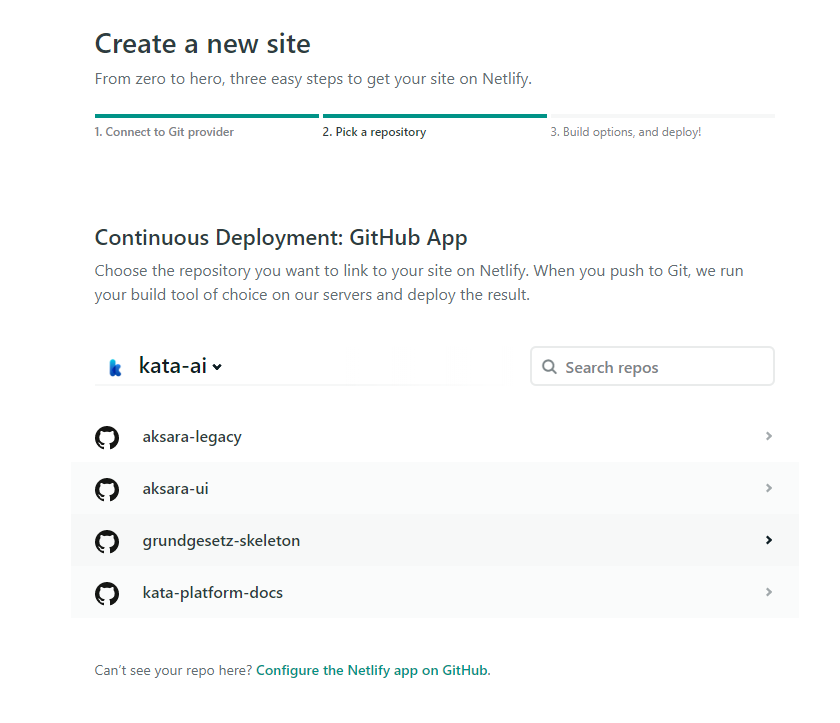 Create a new site
From zero to hero, three easy steps to get your site on Netlify.
1. Connect to Git provider
2. Pick a repository
3. Build options, and deploy!
Continuous Deployment: GitHub App
Choose the repository you want to link to your site on Netlify. When you push to Git, we run
your build tool of choice on our servers and deploy the result.
kata-ai
Search repos
aksara-legacy
aksara-ui
grundgesetz-skeleton
kata-platform-docs
Can’t see your repo here? Configure the Netlify app on GitHub.